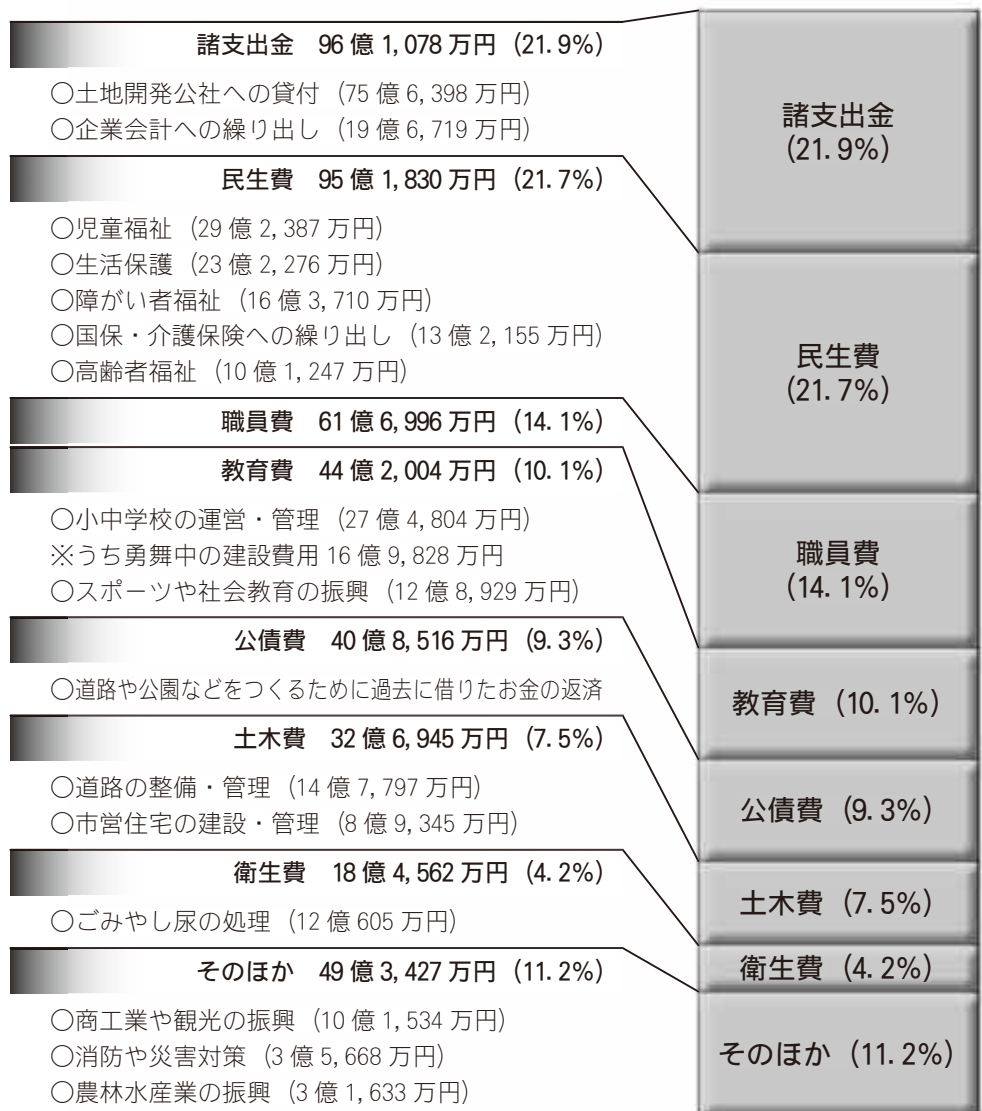 諸支出金 96億1,078万円 (21.9%)
○土地開発公社への貸付 (75億6,398万円)
○企業会計への繰り出し (19億6,719万円)
民生費 95億1,830万円 (21.7%)
○児童福祉 (29億2,387万円)
○生活保護 (23億2,276万円)
○障がい者福祉 (16億3,710万円)
○国保・介護保険への繰り出し (13億2,155万円)
○高齢者福祉 (10億1,247万円)
職員費 61億6,996万円 (14.1%)
教育費 44億2,004万円 (10.1%)
○小中学校の運営・管理 (27億4,804万円)
※うち勇舞中の建設費用16億9,828万円
○スポーツや社会教育の振興 (12億8,929万円)
公債費 40億8,516万円 (9.3%)
○道路や公園などをつくるために過去に借りたお金の返済
土木費 32億6,945万円 (7.5%)
○道路の整備・管理 (14億7,797万円)
○市営住宅の建設・管理 (8億9,345万円)
衛生費 18億4,562万円 (4.2%)
○ごみやし尿の処理 (12億605万円)
そのほか 49億3,427万円 (11.2%)
○商工業や観光の振興 (10億1,534万円)
○消防や災害対策 (3億5,668万円)
○農林水産業の振興 (3億1,633万円)
諸支出金
(21.9%)
民生費
(21.7%)
職員費
(14.1%)
教育費 (10.1%)
公債費 (9.3%)
土木費 (7.5%)
衛生費 (4.2%)
そのほか (11.2%)